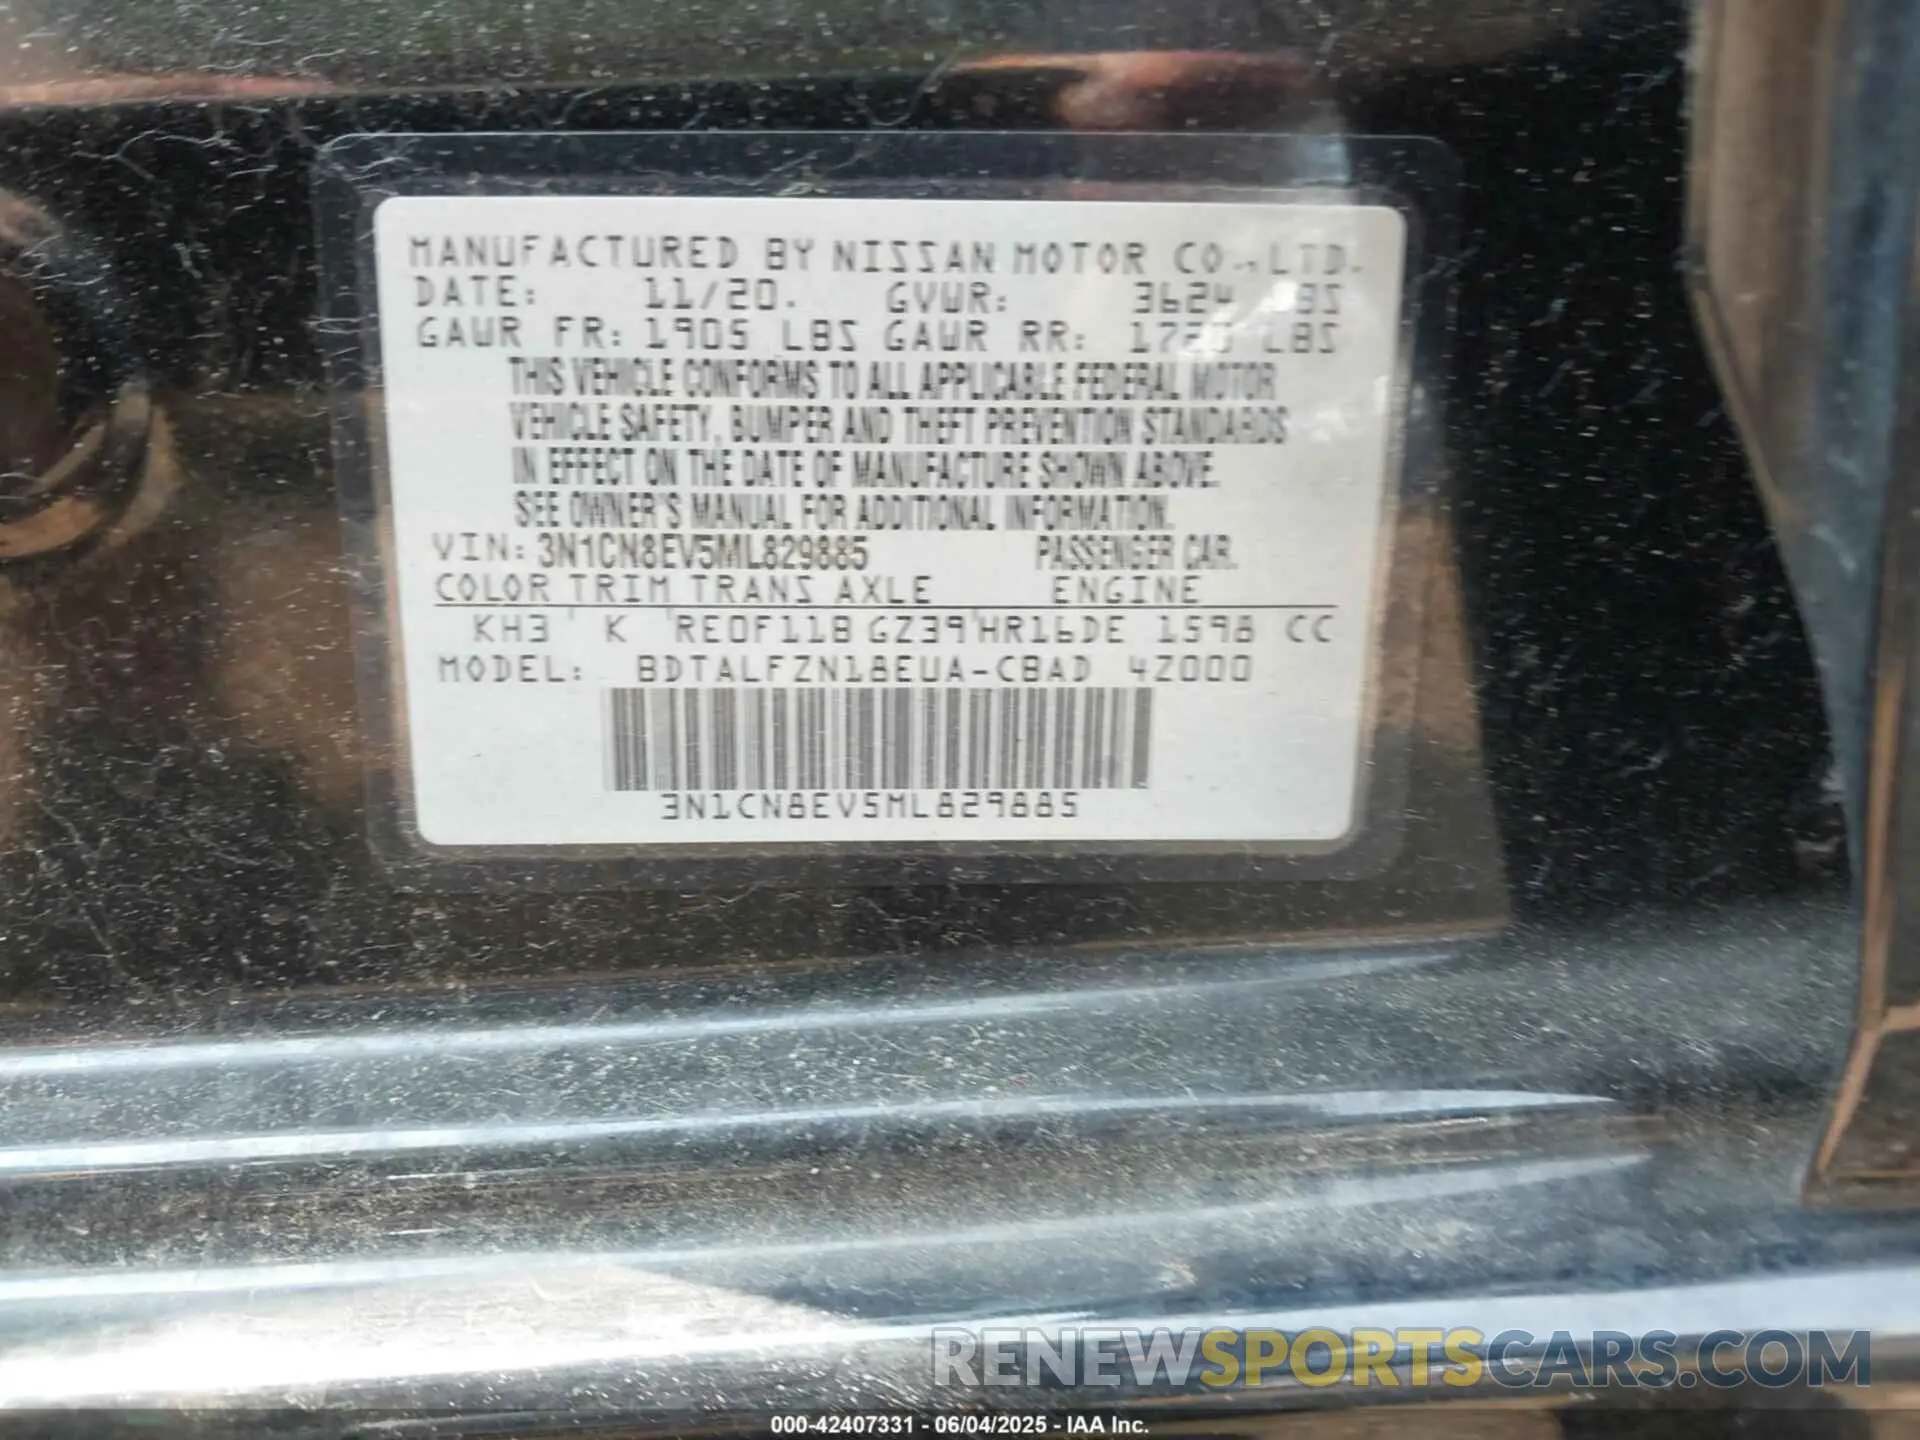 MANUFACTURED BY NISSAN MOTOR CO., LTD.
DATE: 11/20. GVWR: 3624 LBS
GAWR FR: 1905 LBS GAWR RR: 1720 LBS
THIS VEHICLE CONFORMS TO ALL APPLICABLE FEDERAL MOTOR
VEHICLE SAFETY, BUMPER AND THEFT PREVENTION STANDARDS
IN EFFECT ON THE DATE OF MANUFACTURE SHOWN ABOVE.
SEE OWNER'S MANUAL FOR ADDITIONAL INFORMATION.
VIN: 3N1CN8EV5ML829885 PASSENGER CAR.
COLOR TRIM TRANS AXLE ENGINE
KH3 ' K ' RE0F11B GZ39 ' HR16DE 1598 CC
MODEL: BDTALFZN18EUA-CBAD 4Z000
3N1CN8EV5ML829885
RENEWSPORTSCARS.COM
000-42407331 - 06/04/2025 - IAA Inc.